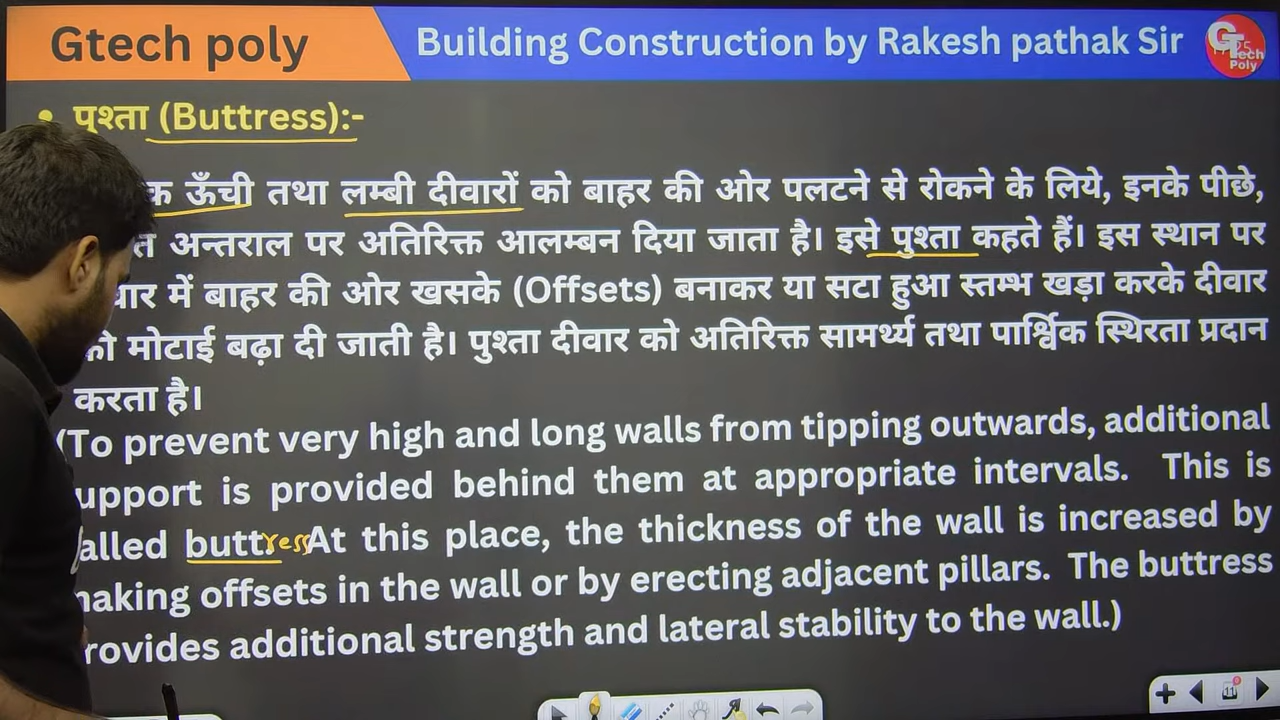 Gtech poly
Building Construction by Rakesh pathak Sir
GT ech Poly
• पुश्ता (Buttress):-
क ऊँची तथा लम्बी दीवारों को बाहर की ओर पलटने से रोकने के लिये, इनके पीछे,
त अन्तराल पर अतिरिक्त आलम्बन दिया जाता है। इसे पुश्ता कहते हैं। इस स्थान पर
वार में बाहर की ओर खसके (Offsets) बनाकर या सटा हुआ स्तम्भ खड़ा करके दीवार
की मोटाई बढ़ा दी जाती है। पुश्ता दीवार को अतिरिक्त सामर्थ्य तथा पार्श्विक स्थिरता प्रदान
करता है।
(To prevent very high and long walls from tipping outwards, additional
upport is provided behind them at appropriate intervals. This is
alled buttress At this place, the thickness of the wall is increased by
making offsets in the wall or by erecting adjacent pillars. The buttress
rovides additional strength and lateral stability to the wall.)
11